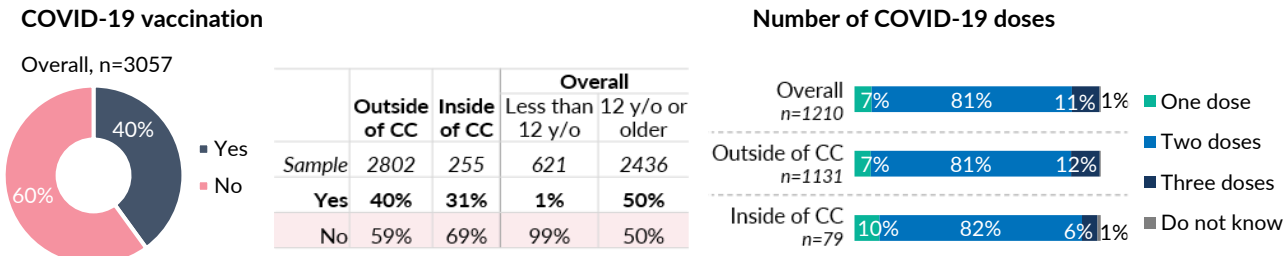 COVID-19 vaccination
Overall, n=3057
40%
60%
Yes
No
Overall
Outside of CC Inside of CC Less than 12 y/o 12 y/o or older
Sample 2802 255 621 2436
Yes 40% 31% 1% 50%
No 59% 69% 99% 50%
Number of COVID-19 doses
Overall
n=1210
7% 81% 11% 1%
Outside of CC
n=1131
7% 81% 12%
Inside of CC
n=79
10% 82% 6% 1%
One dose
Two doses
Three doses
Do not know